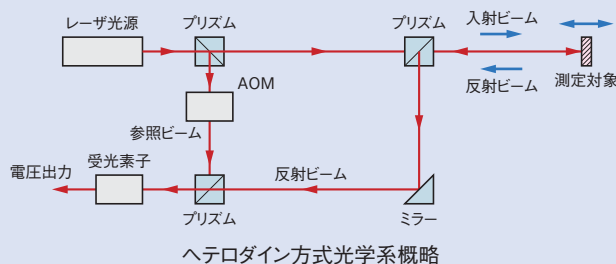 レーザ光源
プリズム
プリズム
入射ビーム
反射ビーム
測定対象
AOM
参照ビーム
電圧出力
受光素子
プリズム
反射ビーム
ミラー
ヘテロダイン方式光学系概略